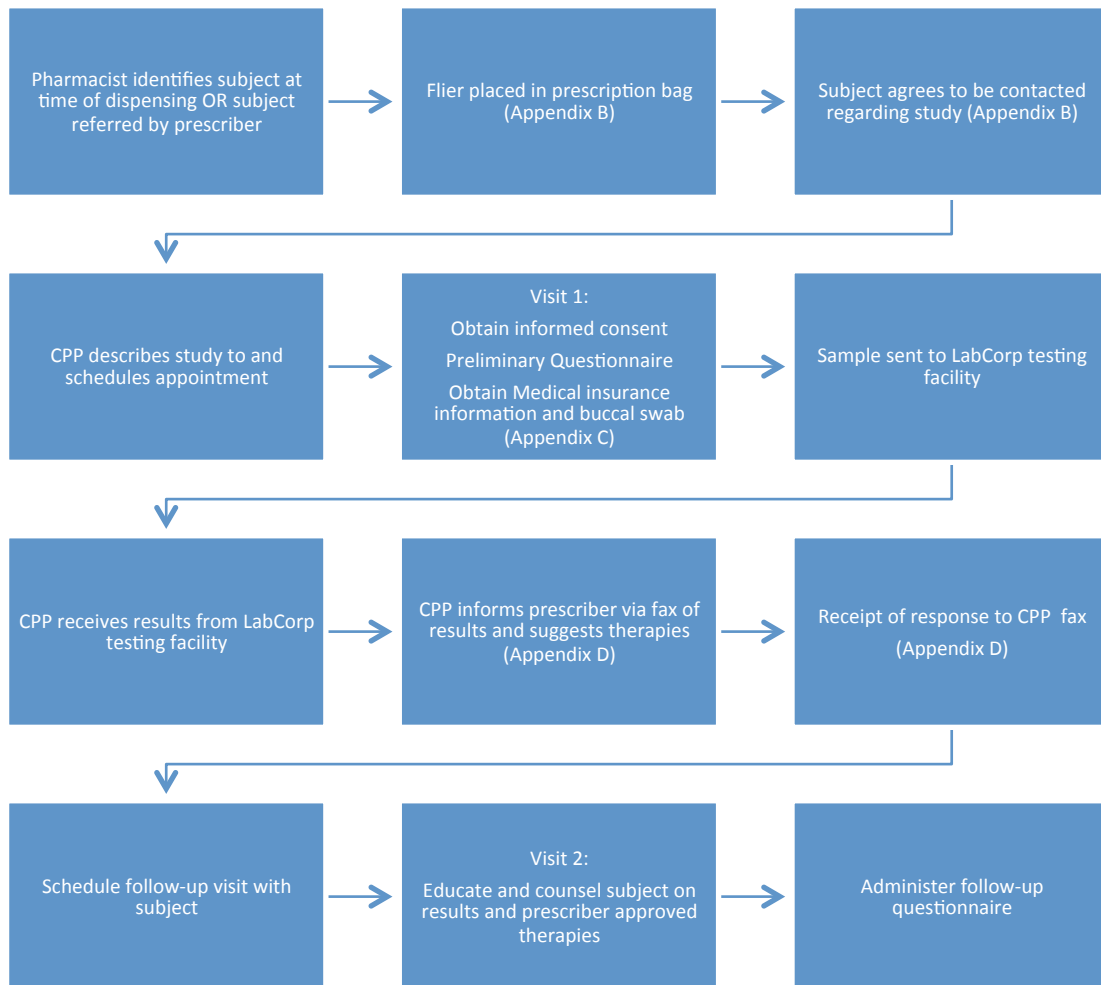 Pharmacist identifies subject at
time of dispensing OR subject
referred by prescriber
Flier placed in prescription bag
(Appendix B)
Subject agrees to be contacted
regarding study (Appendix B)
CPP describes study to and
schedules appointment
Visit 1:
Obtain informed consent
Preliminary Questionnaire
Obtain Medical insurance
information and buccal swab
(Appendix C)
Sample sent to LabCorp testing
facility
CPP receives results from LabCorp
testing facility
CPP informs prescriber via fax of
results and suggests therapies
(Appendix D)
Receipt of response to CPP fax
(Appendix D)
Schedule follow-up visit with
subject
Visit 2:
Educate and counsel subject on
results and prescriber approved
therapies
Administer follow-up
questionnaire